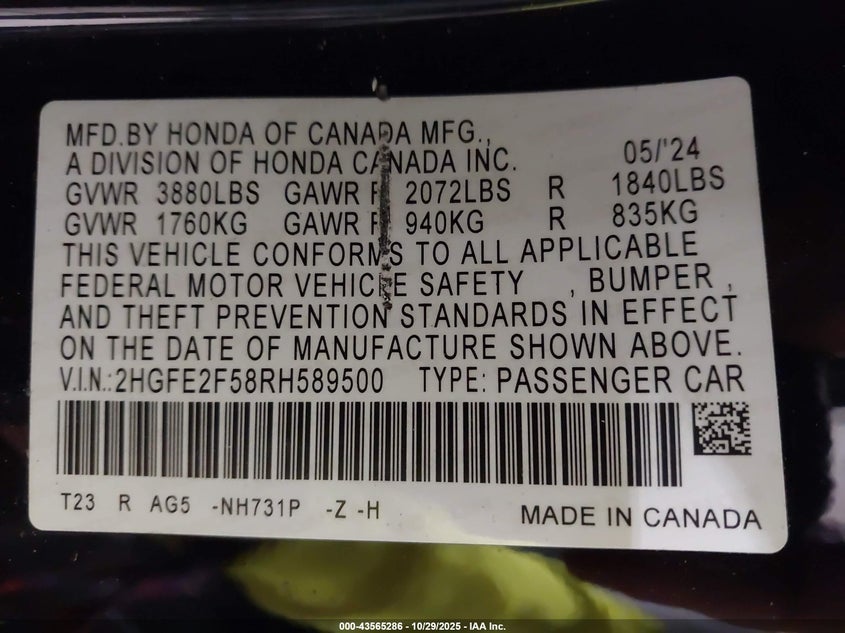 MFD.BY HONDA OF CANADA MFG.,
A DIVISION OF HONDA CANADA INC. 05/'24
GVWR 3880LBS GAWR F 2072LBS R 1840LBS
GVWR 1760KG GAWR F 940KG R 835KG
THIS VEHICLE CONFORMS TO ALL APPLICABLE
FEDERAL MOTOR VEHICLE SAFETY , BUMPER ,
AND THEFT PREVENTION STANDARDS IN EFFECT
ON THE DATE OF MANUFACTURE SHOWN ABOVE.
V.I.N.:2HGFE2F58RH589500 TYPE: PASSENGER CAR
T23 R AG5 -NH731P -Z -H MADE IN CANADA
000-43565286 - 10/29/2025 - IAA Inc.